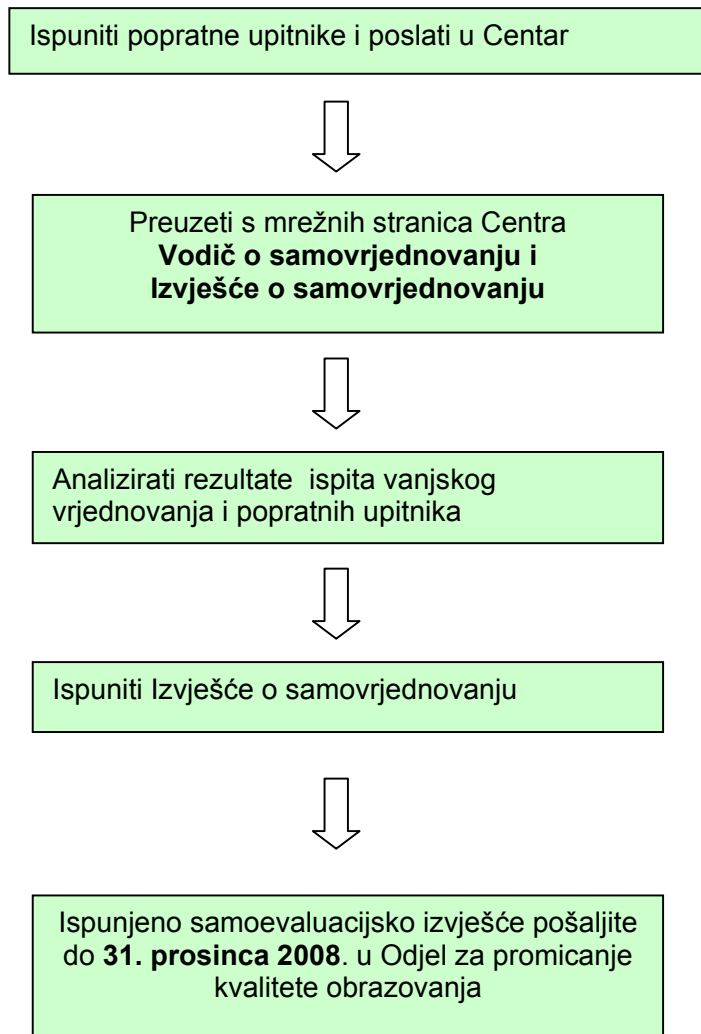 Ispuniti popratne upitnike i poslati u Centar
Preuzeti s mrežnih stranica Centra
Vodič o samovrjednovanju i
Izvješće o samovrjednovanju
Analizirati rezultate  ispita vanjskog
vrjednovanja i popratnih upitnika
Ispuniti Izvješće o samovrjednovanju
Ispunjeno samoevaluacijsko izvješće pošaljite
do 31. prosinca 2008. u Odjel za promicanje
kvalitete obrazovanja